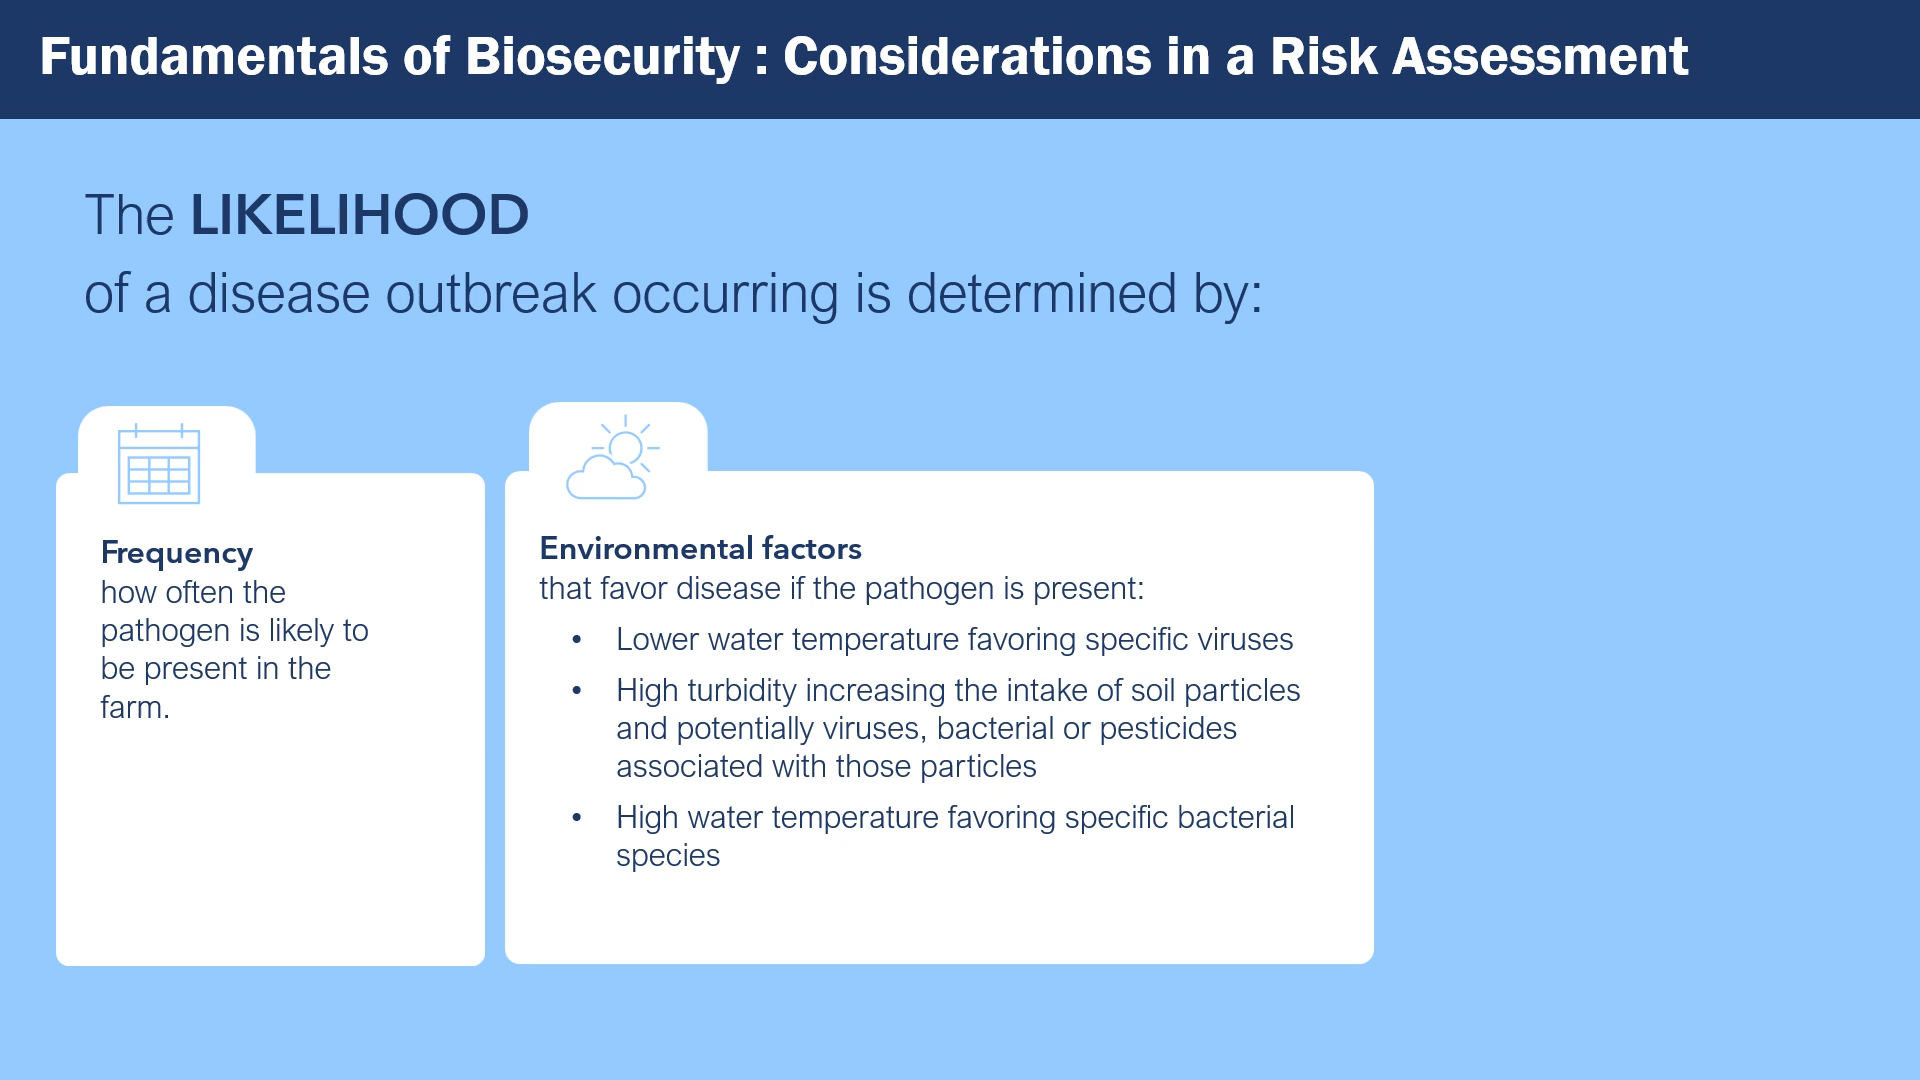 Fundamentals of Biosecurity : Considerations in a Risk Assessment
The LIKELIHOOD
of a disease outbreak occurring is determined by:
Frequency
how often the
pathogen is likely to
be present in the
farm.
Environmental factors
that favor disease if the pathogen is present:
• Lower water temperature favoring specific viruses
• High turbidity increasing the intake of soil particles
and potentially viruses, bacterial or pesticides
associated with those particles
• High water temperature favoring specific bacterial
species